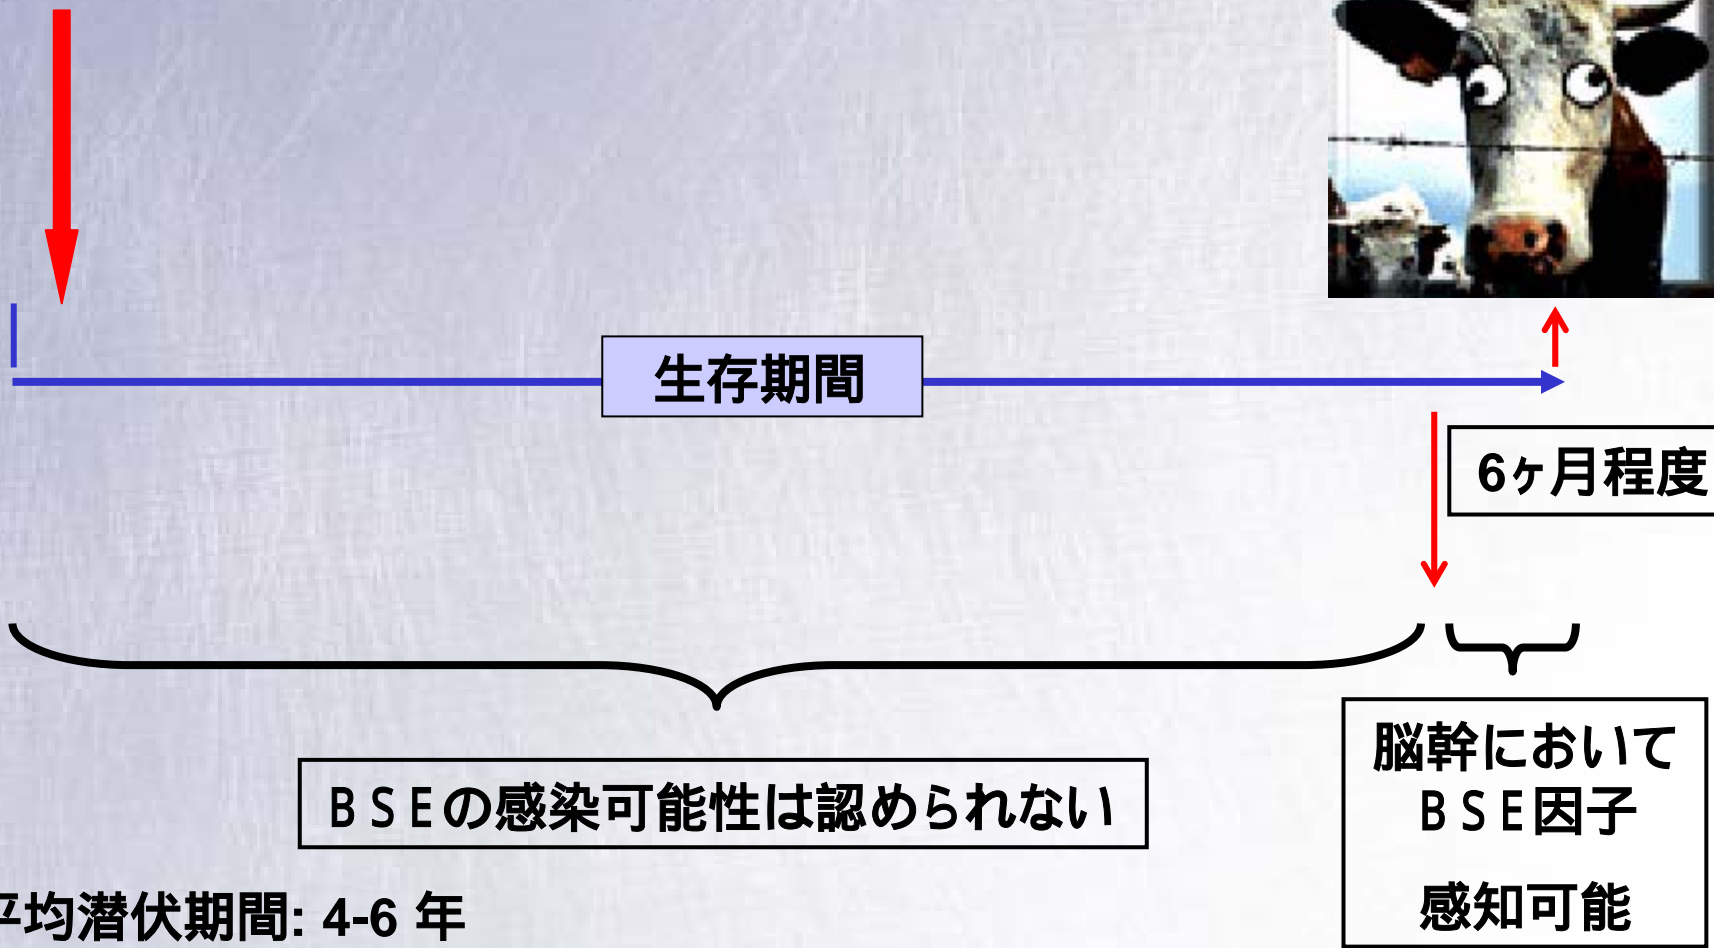 生存期間
6ヶ月程度
BSEの感染可能性は認められない
脳幹において
BSE因子
感知可能
平均潜伏期間: 4-6 年